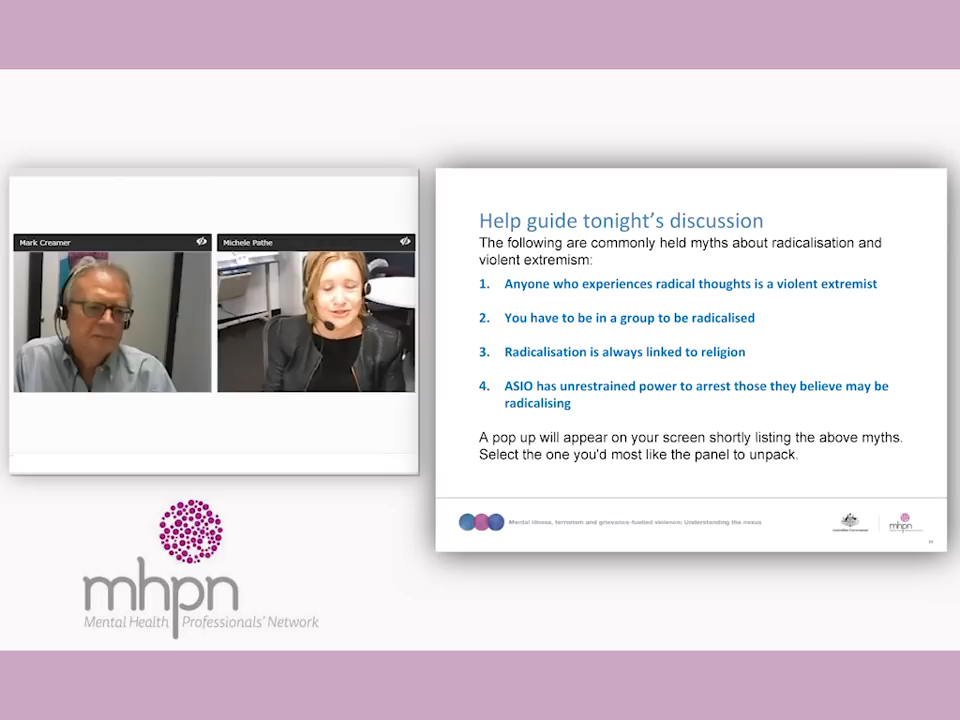 Mark Creamer
Michele Pathe
Help guide tonight's discussion
The following are commonly held myths about radicalisation and
violent extremism:
1. Anyone who experiences radical thoughts is a violent extremist
2. You have to be in a group to be radicalised
3. Radicalisation is always linked to religion
4. ASIO has unrestrained power to arrest those they believe may be
radicalising
A pop up will appear on your screen shortly listing the above myths.
Select the one you'd most like the panel to unpack.
Mental illness, terrorism and grievance-fuelled violence: Understanding the nexus
Australian Government
mhpn
mhpn
Mental Health Professionals' Network